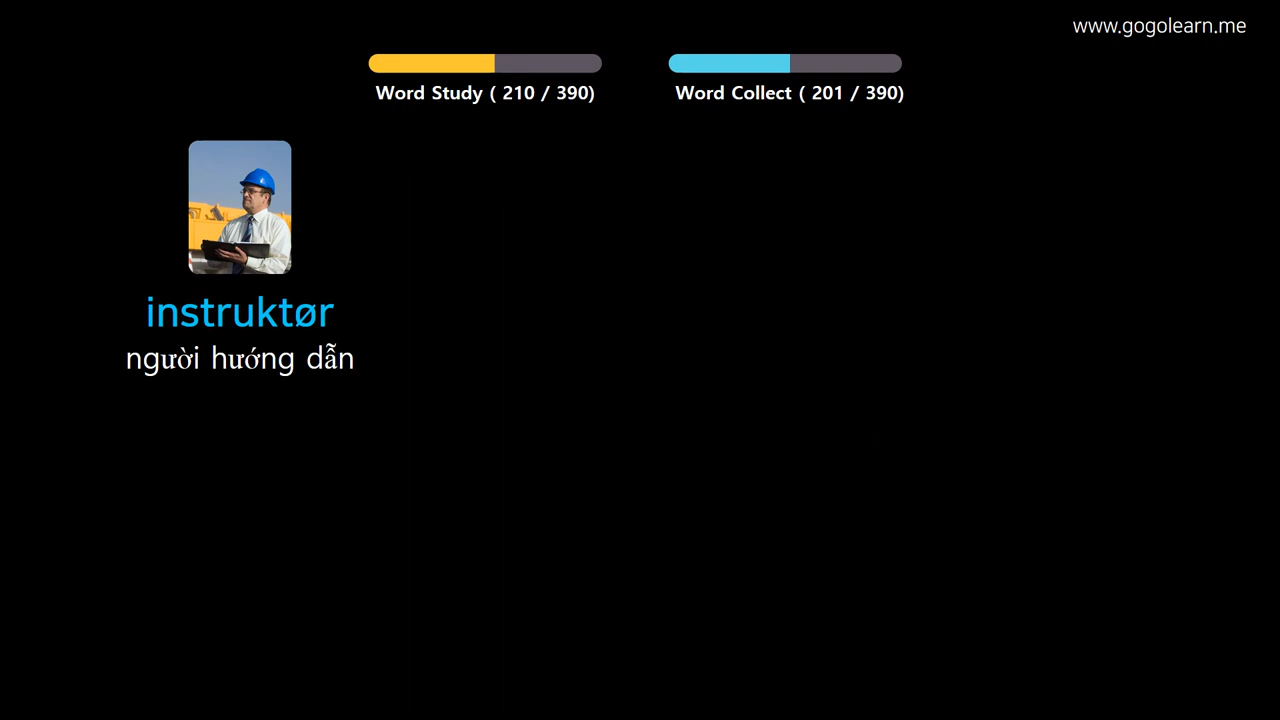 www.gogolearn.me
Word Study ( 210 / 390)
Word Collect ( 201 / 390)
instruktør
người hướng dẫn